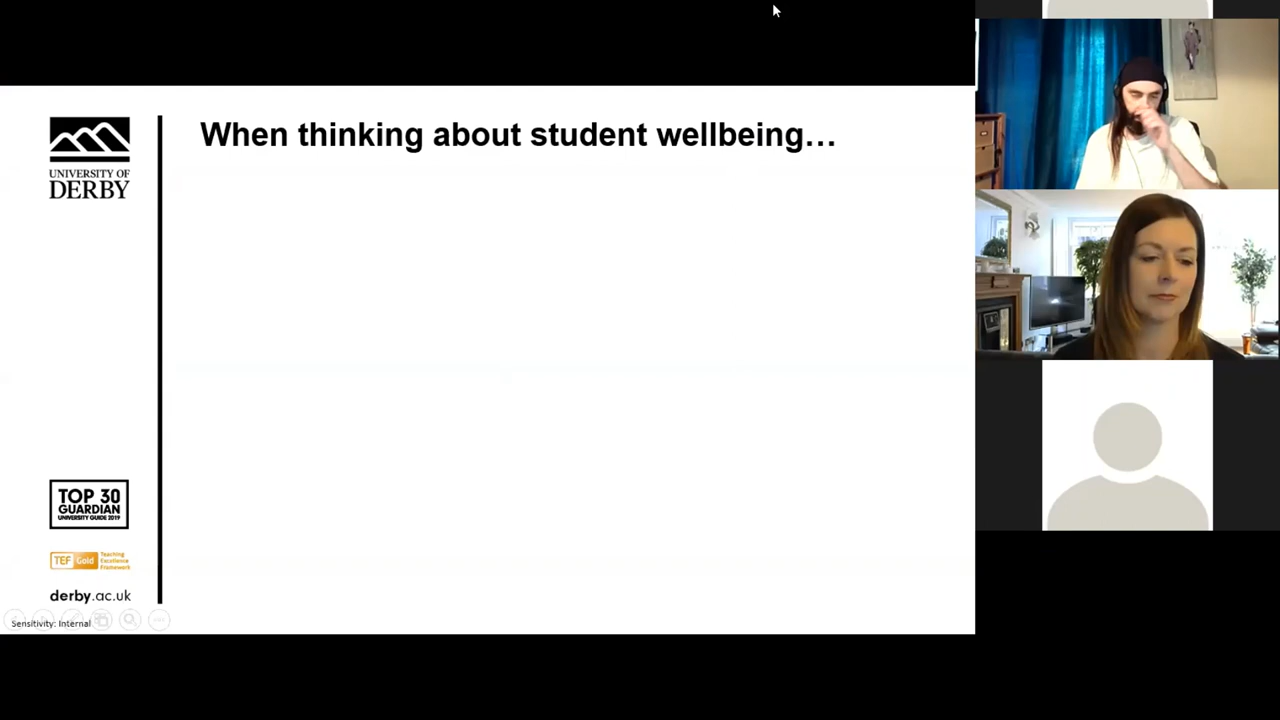 When thinking about student wellbeing…
UNIVERSITY OF
DERBY
TOP 30
GUARDIAN
UNIVERSITY GUIDE 2019
TEF Gold
Teaching
Excellence
Framework
derby.ac.uk
Sensitivity: Internal